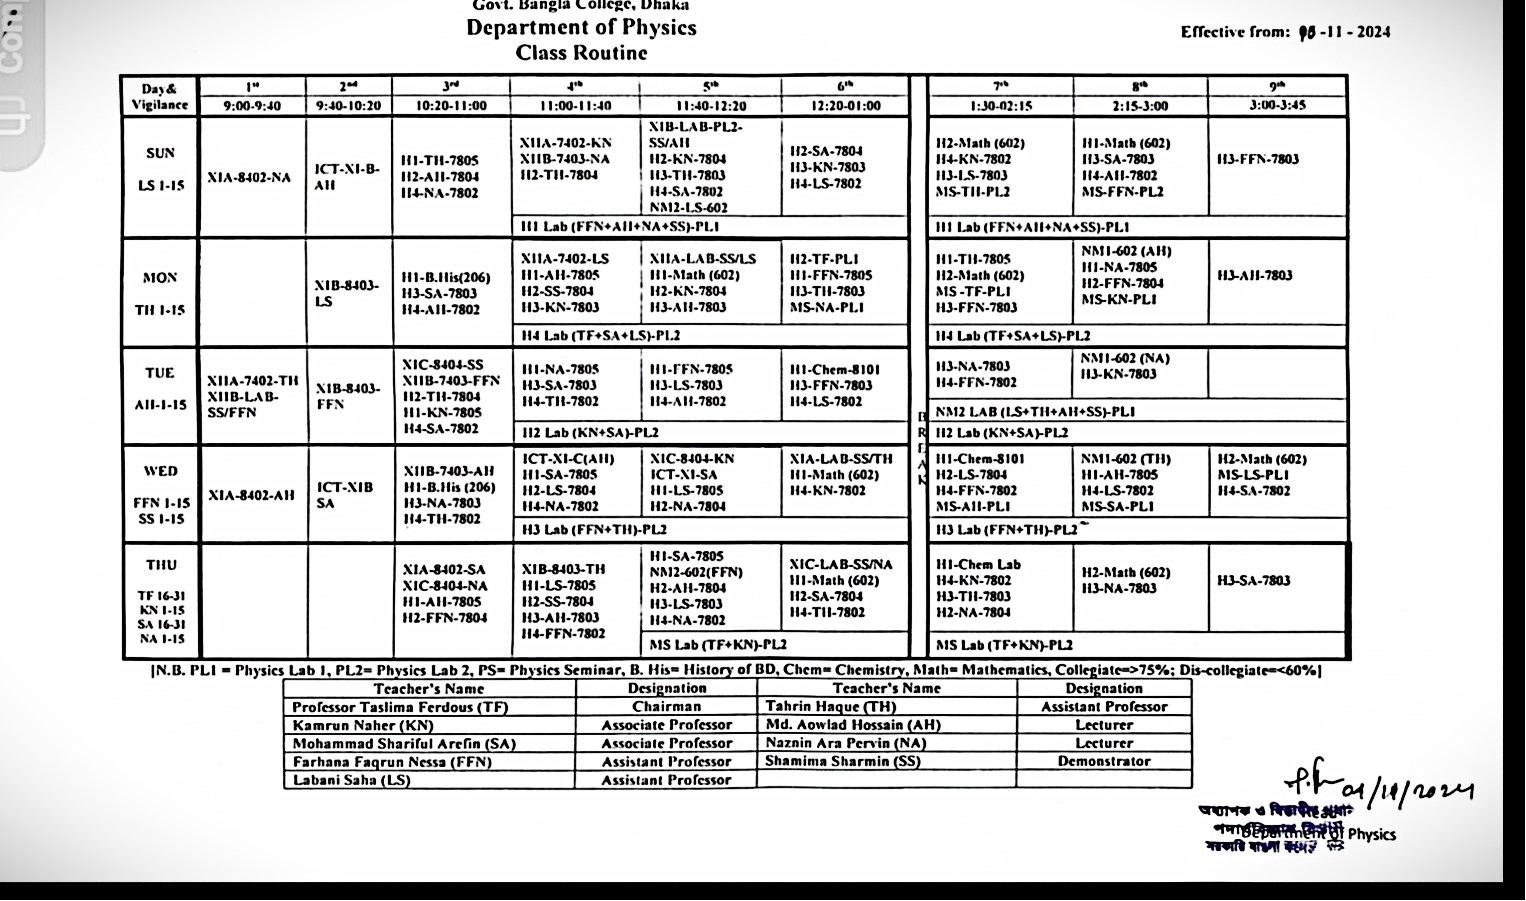 Govt. Bangla College, Dhaka
Department of Physics
Class Routine
Effective from: -11 - 2024
Day& Vigilance 1st 2nd 3rd 4th 5th 6th 7th 8th 9th
9:00-9:40 9:40-10:20 10:20-11:00 11:00-11:40 11:40-12:20 12:20-01:00 1:30-02:15 2:15-3:00 3:00-3:45
SUN
LS 1-15
XIA-8402-NA
ICT-XI-B-
AH
H1-TH-7805
H2-AH-7804
H4-NA-7802
XIIA-7402-KN
XIIB-7403-NA
H2-TH-7804
XIB-LAB-PL2-
SS/AH
H2-KN-7804
H3-TH-7803
H4-SA-7802
NM2-LS-602
H2-SA-7804
H3-KN-7803
H4-LS-7802
H1 Lab (FFN+AH+NA+SS)-PL1
H2-Math (602)
H4-KN-7802
H3-LS-7803
MS-TH-PL2
H1-Math (602)
H3-SA-7803
H4-AH-7802
MS-FFN-PL2
H3-FFN-7803
H1 Lab (FFN+AH+NA+SS)-PL1
MON
TH 1-15
XIB-8403-
LS
H1-B.His(206)
H3-SA-7803
H4-AH-7802
XIIA-7402-LS
H1-AH-7805
H2-SS-7804
H3-KN-7803
XIIA-LAB-SS/LS
H1-Math (602)
H2-KN-7804
H3-AH-7803
H2-TF-PL1
H1-FFN-7805
H3-TH-7803
MS-NA-PL1
H4 Lab (TF+SA+LS)-PL2
H1-TH-7805
H2-Math (602)
MS -TF-PL1
H3-FFN-7803
NM1-602 (AH)
H1-NA-7805
H2-FFN-7804
MS-KN-PL1
H3-AH-7803
H4 Lab (TF+SA+LS)-PL2
TUE
AH-1-15
XIIA-7402-TH
XIIB-LAB-
SS/FFN
XIB-8403-
FFN
XIC-8404-SS
XIIB-7403-FFN
H2-TH-7804
H1-KN-7805
H4-SA-7802
H1-NA-7805
H3-SA-7803
H4-TH-7802
H1-FFN-7805
H3-LS-7803
H4-AH-7802
H1-Chem-8101
H3-FFN-7803
H4-LS-7802
H2 Lab (KN+SA)-PL2
BREAK
H3-NA-7803
H4-FFN-7802
NM1-602 (NA)
H3-KN-7803
NM2 LAB (LS+TH+AH+SS)-PL1
H2 Lab (KN+SA)-PL2
WED
FFN 1-15
SS 1-15
XIA-8402-AH
ICT-XIB
SA
XIIB-7403-AH
H1-B.His (206)
H3-NA-7803
H4-TH-7802
ICT-XI-C(AH)
H1-SA-7805
H2-LS-7804
H4-NA-7802
XIC-8404-KN
ICT-XI-SA
H1-LS-7805
H2-NA-7804
XIA-LAB-SS/TH
H1-Math (602)
H4-KN-7802
H3 Lab (FFN+TH)-PL2
H1-Chem-8101
H2-LS-7804
H4-FFN-7802
MS-AH-PL1
NM1-602 (TH)
H1-AH-7805
H4-LS-7802
MS-SA-PL1
H2-Math (602)
MS-LS-PL1
H4-SA-7802
H3 Lab (FFN+TH)-PL2
THU
TF 16-31
KN 1-15
SA 16-31
NA 1-15
XIA-8402-SA
XIC-8404-NA
H1-AH-7805
H2-FFN-7804
XIB-8403-TH
H1-LS-7805
H2-SS-7804
H3-AH-7803
H4-FFN-7802
H1-SA-7805
NM2-602(FFN)
H2-AH-7804
H3-LS-7803
H4-NA-7802
XIC-LAB-SS/NA
H1-Math (602)
H2-SA-7804
H4-TH-7802
MS Lab (TF+KN)-PL2
H1-Chem Lab
H4-KN-7802
H3-TH-7803
H2-NA-7804
H2-Math (602)
H3-NA-7803
H3-SA-7803
MS Lab (TF+KN)-PL2
[N.B. PL1 = Physics Lab 1, PL2= Physics Lab 2, PS= Physics Seminar, B. His= History of BD, Chem= Chemistry, Math= Mathematics, Collegiate=>75%; Dis-collegiate=<60%]
Teacher's Name Designation Teacher's Name Designation
Professor Taslima Ferdous (TF) Chairman Tahrin Haque (TH) Assistant Professor
Kamrun Naher (KN) Associate Professor Md. Aowlad Hossain (AH) Lecturer
Mohammad Shariful Arefin (SA) Associate Professor Naznin Ara Pervin (NA) Lecturer
Farhana Faqrun Nessa (FFN) Assistant Professor Shamima Sharmin (SS) Demonstrator
Labani Saha (LS) Assistant Professor
Head
Department of Physics